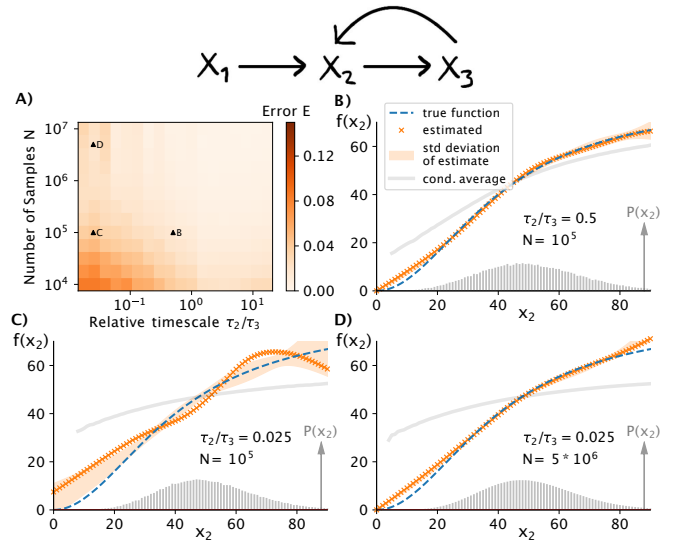 X₁ → X₂ → X₃
A)
Error E
Number of Samples N
10⁷
10⁶
10⁵
10⁴
D
C
B
10⁻¹
10⁰
10¹
Relative timescale τ₂/τ₃
0.12
0.08
0.04
0.00
B)
f(x₂)
true function
estimated
std deviation
of estimate
cond. average
60
40
20
0
τ₂/τ₃ = 0.5
N= 10⁵
P(x₂)
0 20 40 60 80
x₂
C)
f(x₂)
60
40
20
0
τ₂/τ₃ = 0.025
N= 10⁵
P(x₂)
0 20 40 60 80
x₂
D)
f(x₂)
60
40
20
0
τ₂/τ₃ = 0.025
N= 5*10⁶
P(x₂)
0 20 40 60 80
x₂